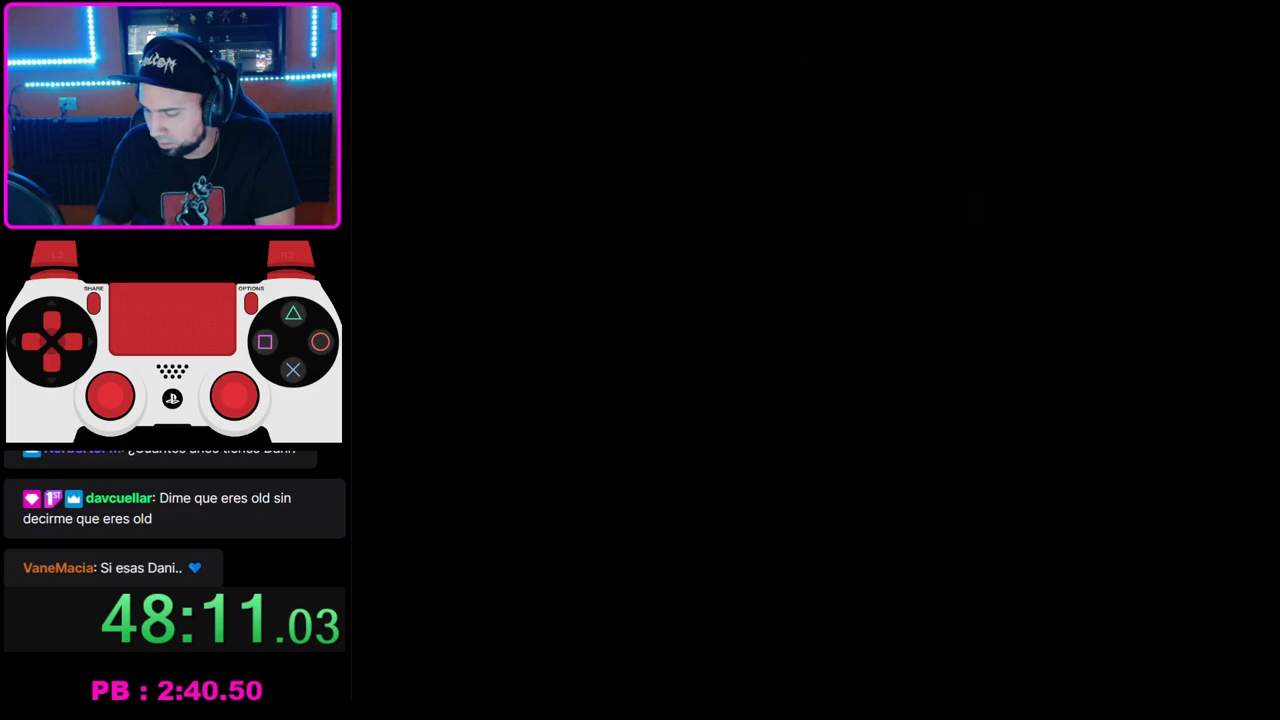 SHARE
OPTIONS
davcuellar: Dime que eres old sin
decirme que eres old
VaneMacia: Si esas Dani..
48:11.03
PB : 2:40.50